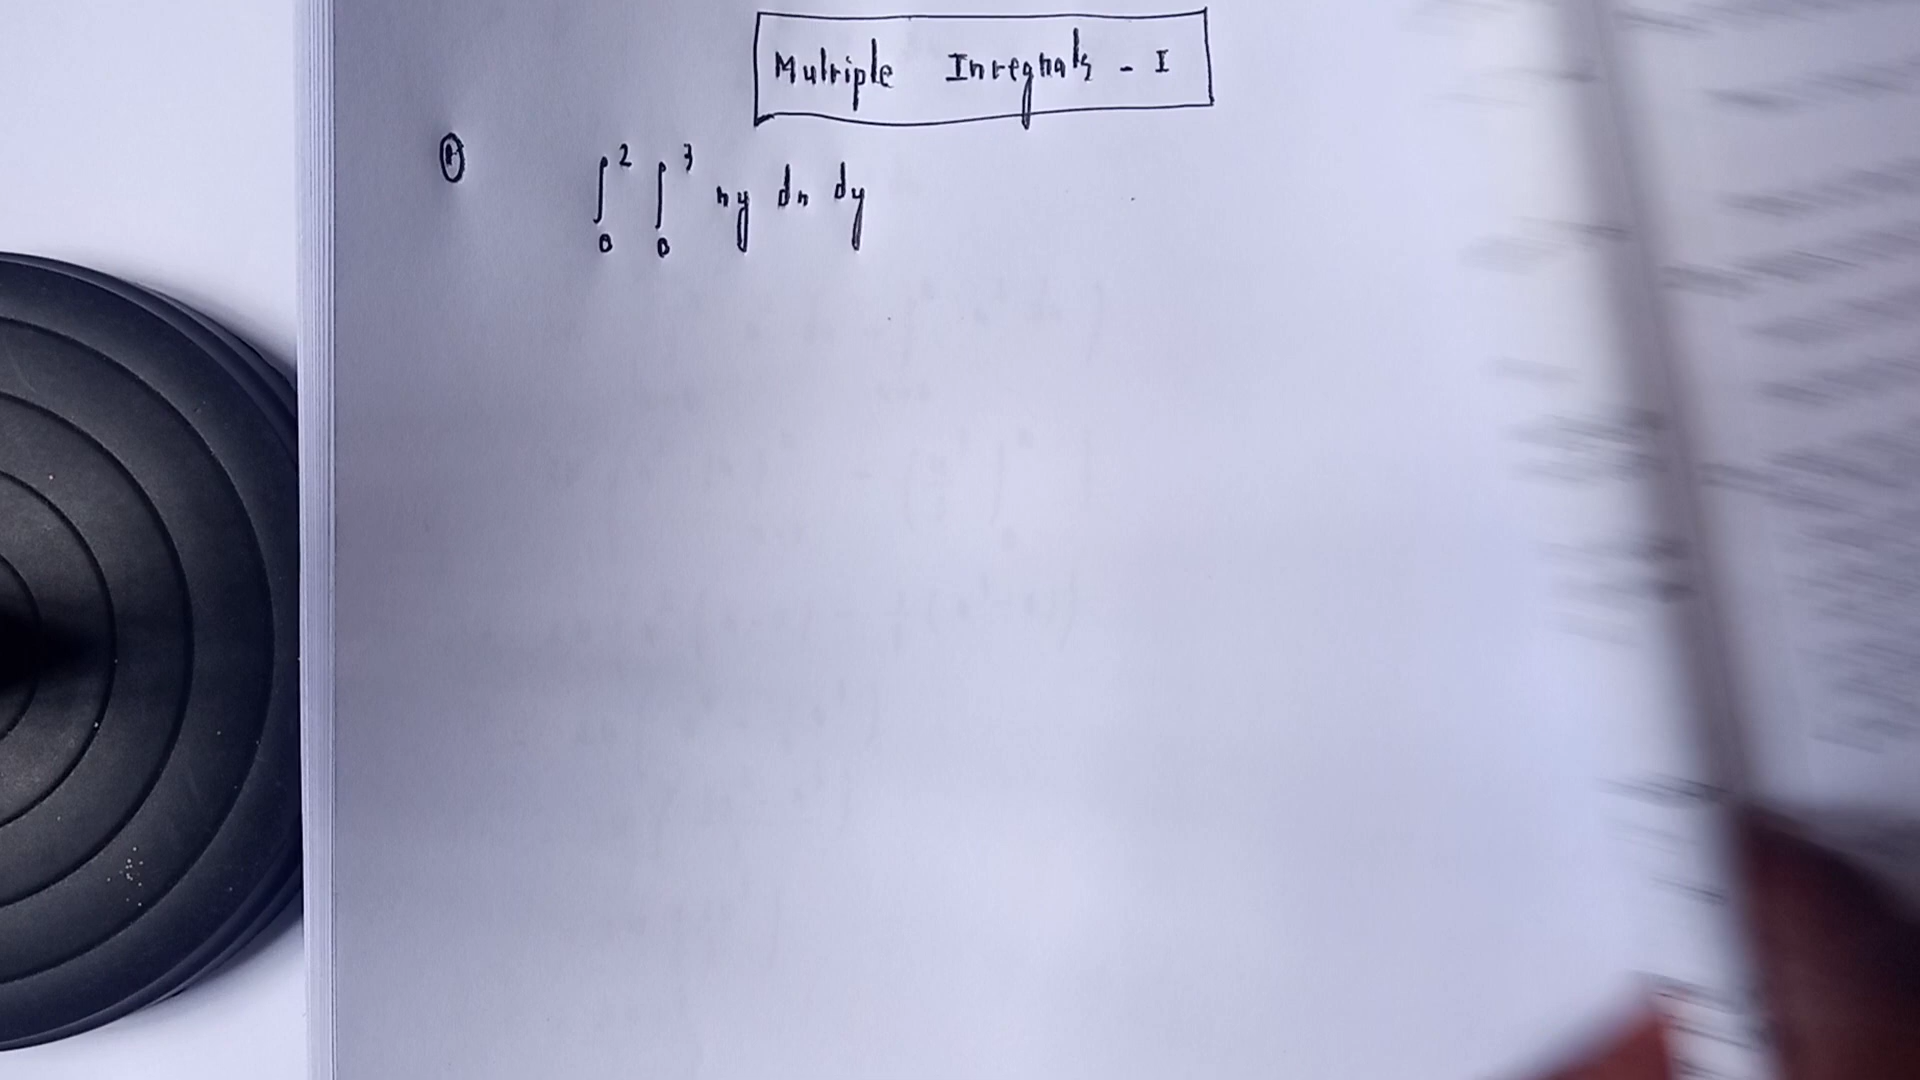 Multiple Integrals - I
① ∫₀² ∫₀³ xy dx dy